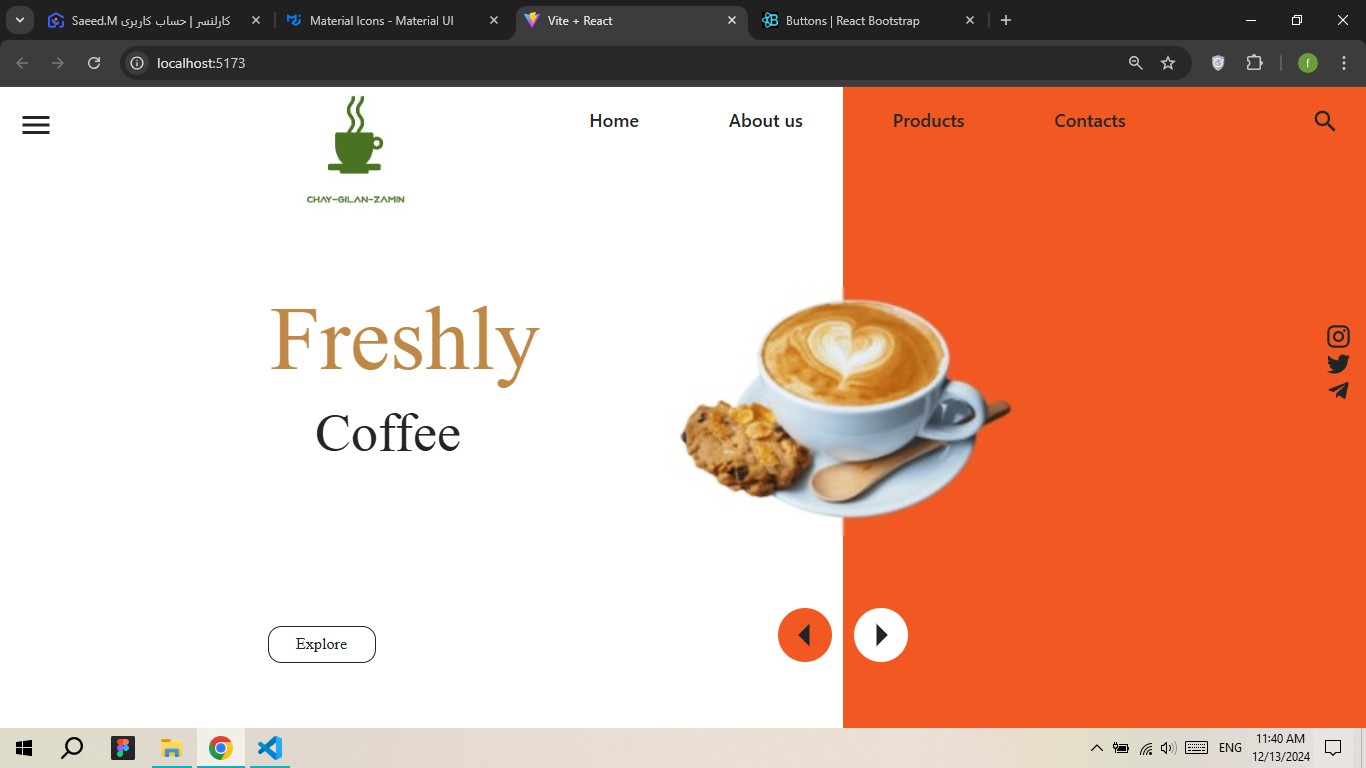 Saeed.M کارلنسر | حساب کاربری
Material Icons - Material UI
Vite + React
Buttons | React Bootstrap
localhost:5173
f
Home
About us
Products
Contacts
CHAY-GILAN-ZAMIN
Freshly
Coffee
Explore
ENG
11:40 AM
12/13/2024